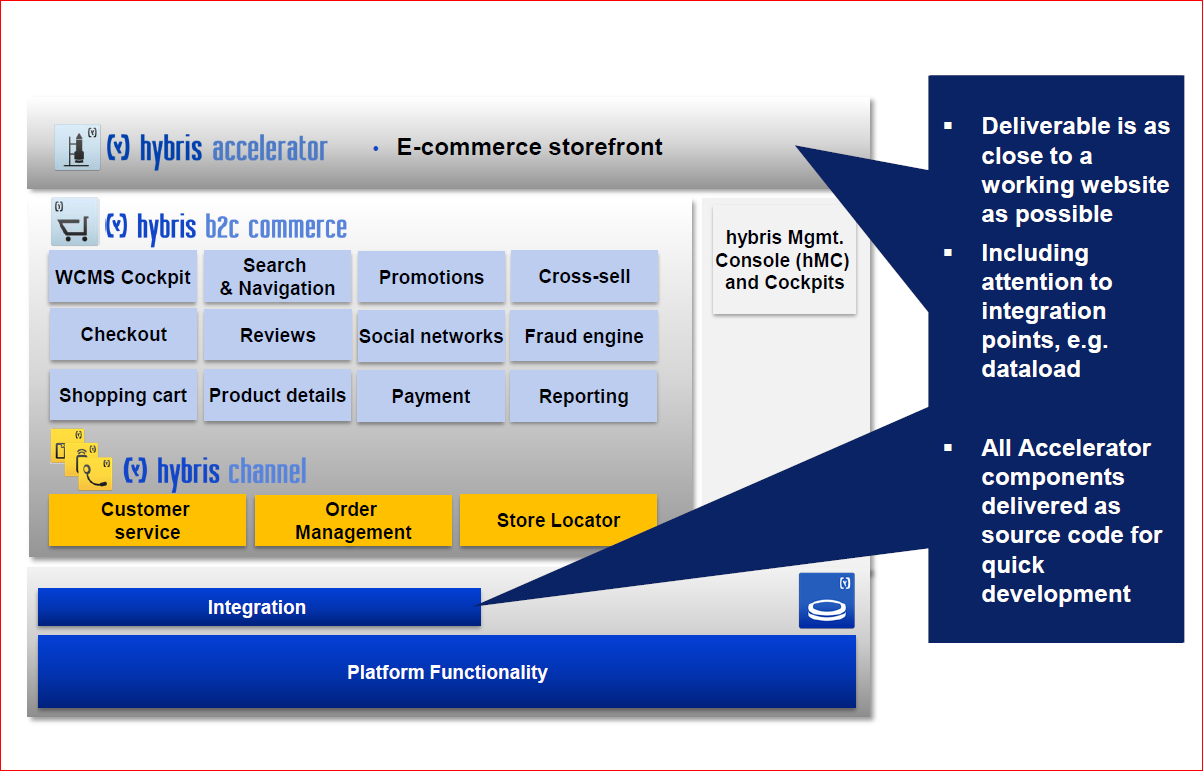 hybris accelerator
• E-commerce storefront
hybris b2c commerce
WCMS Cockpit
Search
& Navigation
Promotions
Cross-sell
Checkout
Reviews
Social networks
Fraud engine
Shopping cart
Product details
Payment
Reporting
hybris channel
Customer
service
Order
Management
Store Locator
hybris Mgmt.
Console (hMC)
and Cockpits
Integration
Platform Functionality
▪ Deliverable is as
close to a
working website
as possible
▪ Including
attention to
integration
points, e.g.
dataload
▪ All Accelerator
components
delivered as
source code for
quick
development